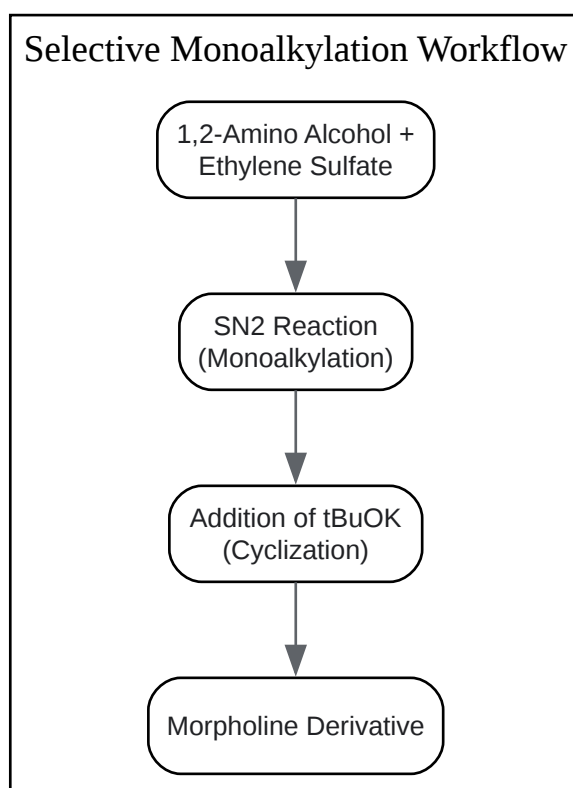 Selective Monoalkylation Workflow
1,2-Amino Alcohol +
Ethylene Sulfate
SN2 Reaction
(Monoalkylation)
Addition of tBuOK
(Cyclization)
Morpholine Derivative